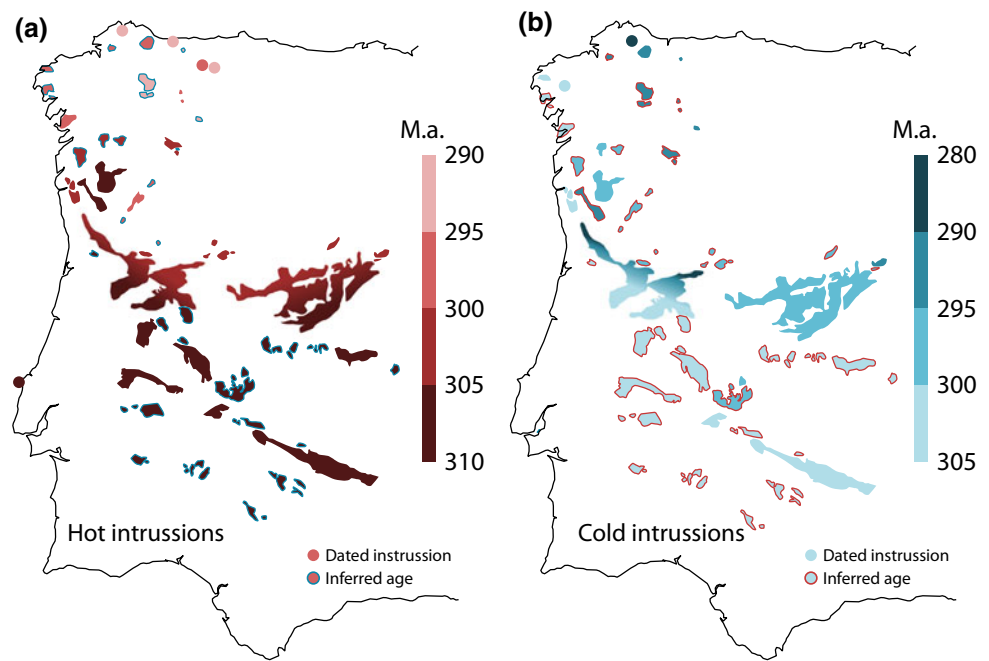 (a)
M.a.
290
295
300
305
310
Hot intrussions
Dated instrussion
Inferred age
(b)
M.a.
280
290
295
300
305
Cold intrussions
Dated instrussion
Inferred age